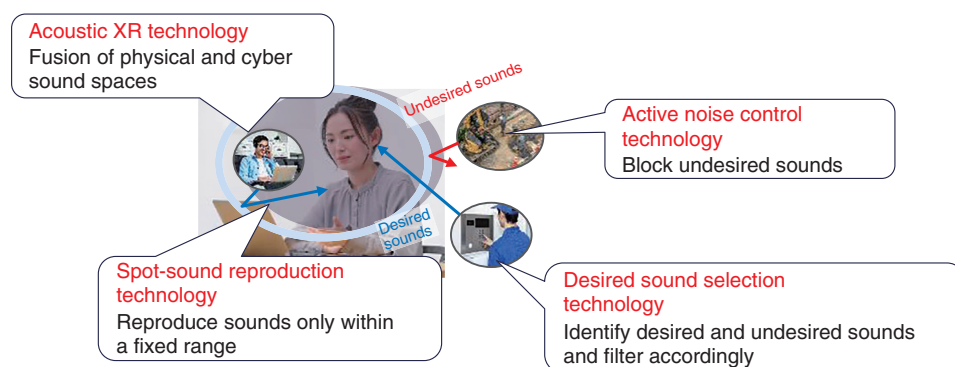 Acoustic XR technology
Fusion of physical and cyber
sound spaces
Undesired sounds
Active noise control
technology
Block undesired sounds
Desired
sounds
Spot-sound reproduction
technology
Reproduce sounds only within
a fixed range
Desired sound selection
technology
Identify desired and undesired sounds
and filter accordingly